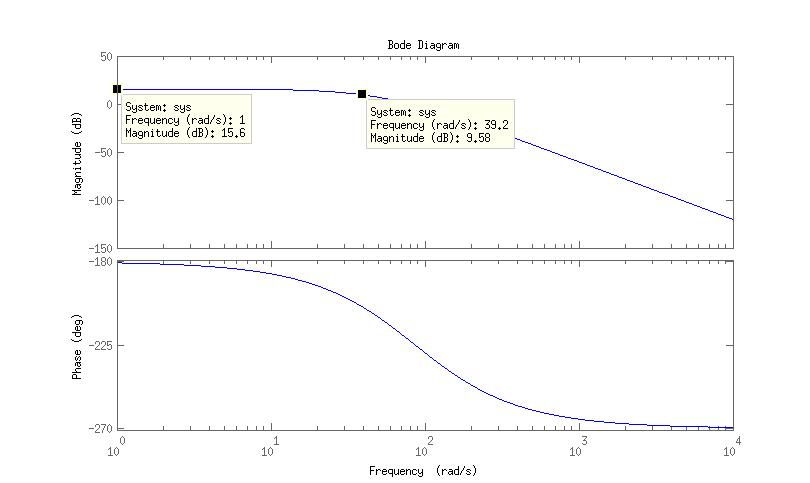 Bode Diagram
50
0
-50
-100
-150
Magnitude (dB)
System: sys
Frequency (rad/s): 1
Magnitude (dB): 15.6
System: sys
Frequency (rad/s): 39.2
Magnitude (dB): 9.58
-180
-225
-270
Phase (deg)
10^0
10^1
10^2
10^3
10^4
Frequency (rad/s)